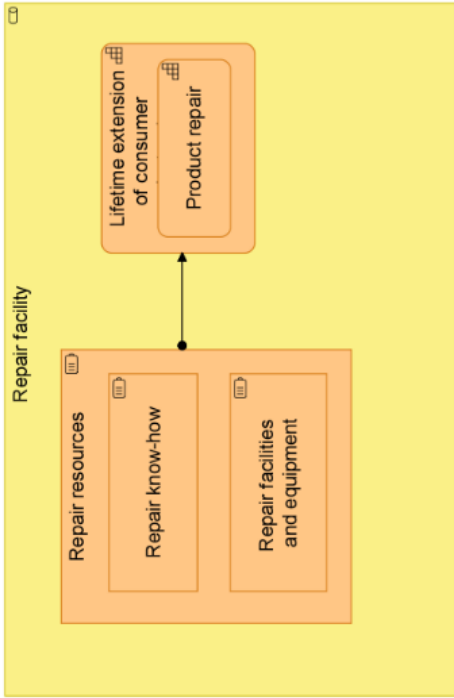 Repair facility
Repair resources
Repair know-how
Repair facilities
and equipment
Lifetime extension
of consumer
Product repair